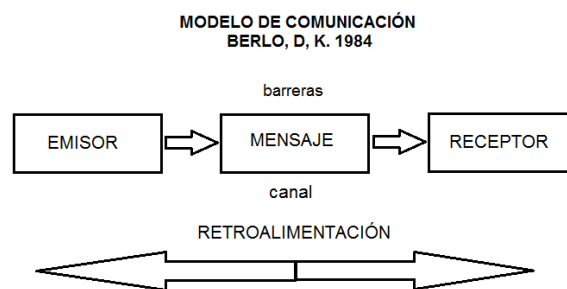 MODELO DE COMUNICACIÓN
BERLO, D, K. 1984
barreras
EMISOR
MENSAJE
RECEPTOR
canal
RETROALIMENTACIÓN